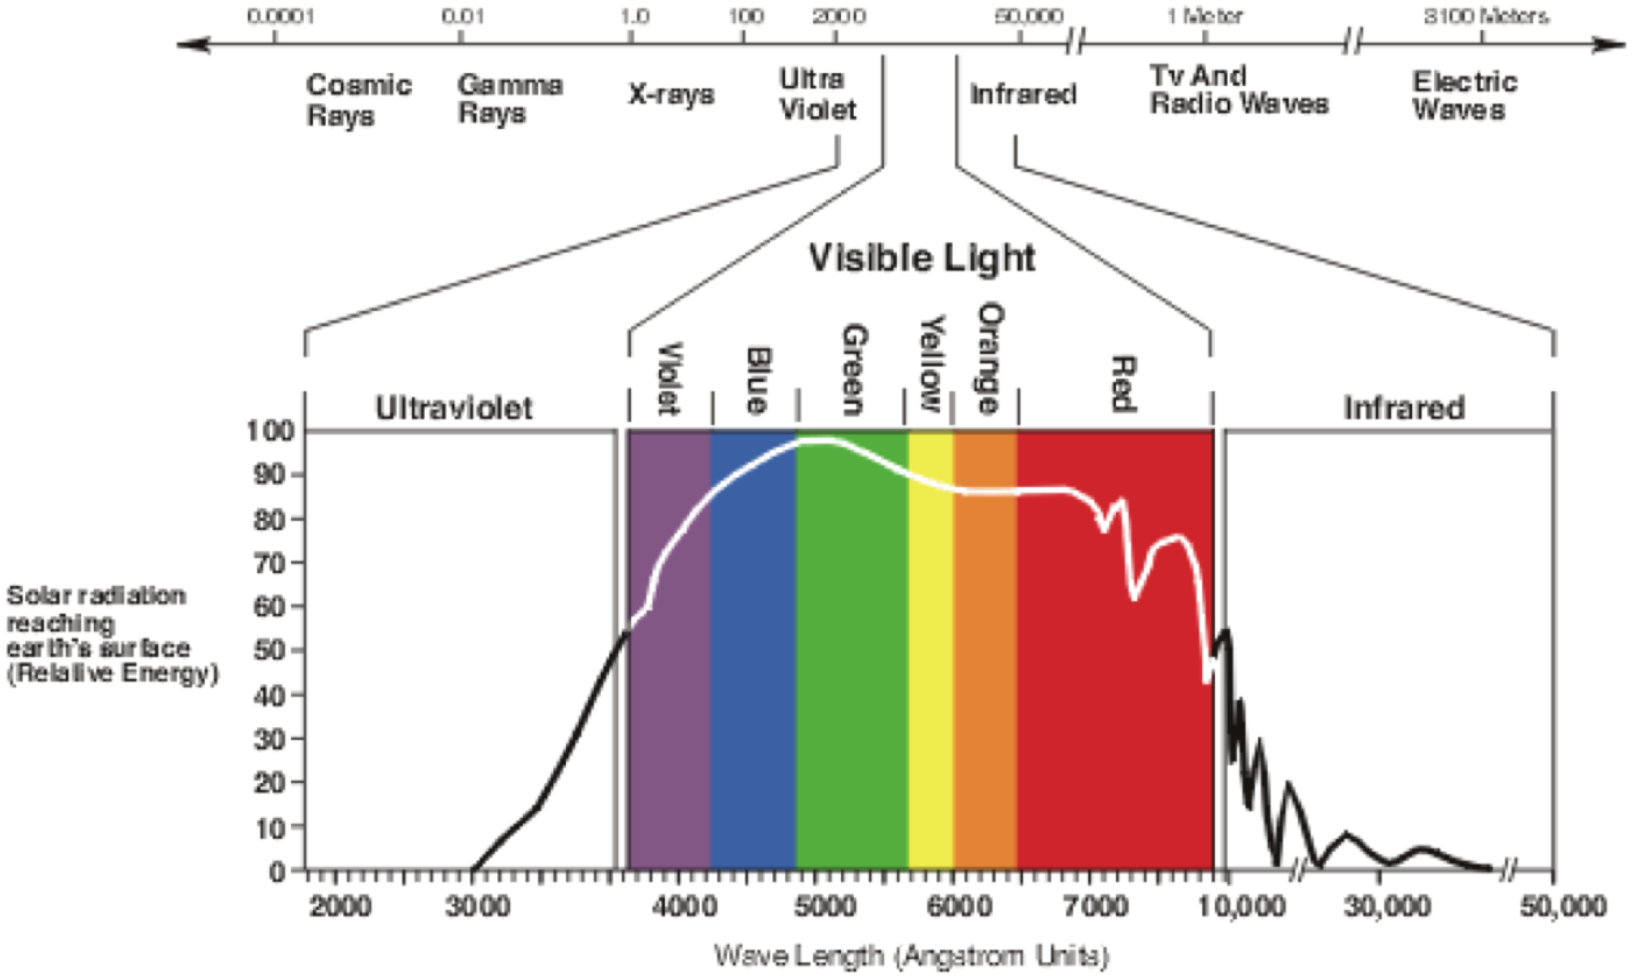 0.0001 0.01 1.0 100 2000 50,000 1 Meter 3100 Meters
Cosmic Rays
Gamma Rays
X-rays
Ultra Violet
Infrared
Tv And Radio Waves
Electric Waves
Visible Light
Violet
Blue
Green
Yellow
Orange
Red
Ultraviolet
Infrared
100
90
80
70
60
50
40
30
20
10
0
Solar radiation
reaching
earth's surface
(Relalive Energy)
2000 3000 4000 5000 6000 7000 10,000 30,000 50,000
Wave Length (Angstrom Units)